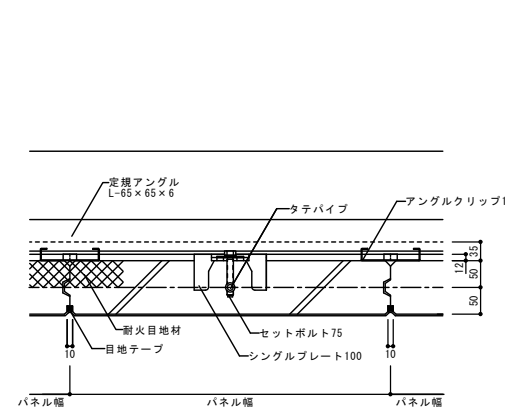 定規アングル
L-65×65×6
タテパイプ
アングルクリップ1
35
12
50
50
耐火目地材
目地テープ
セットボルト75
シングルプレート100
10
10
パネル幅
パネル幅
パネル幅